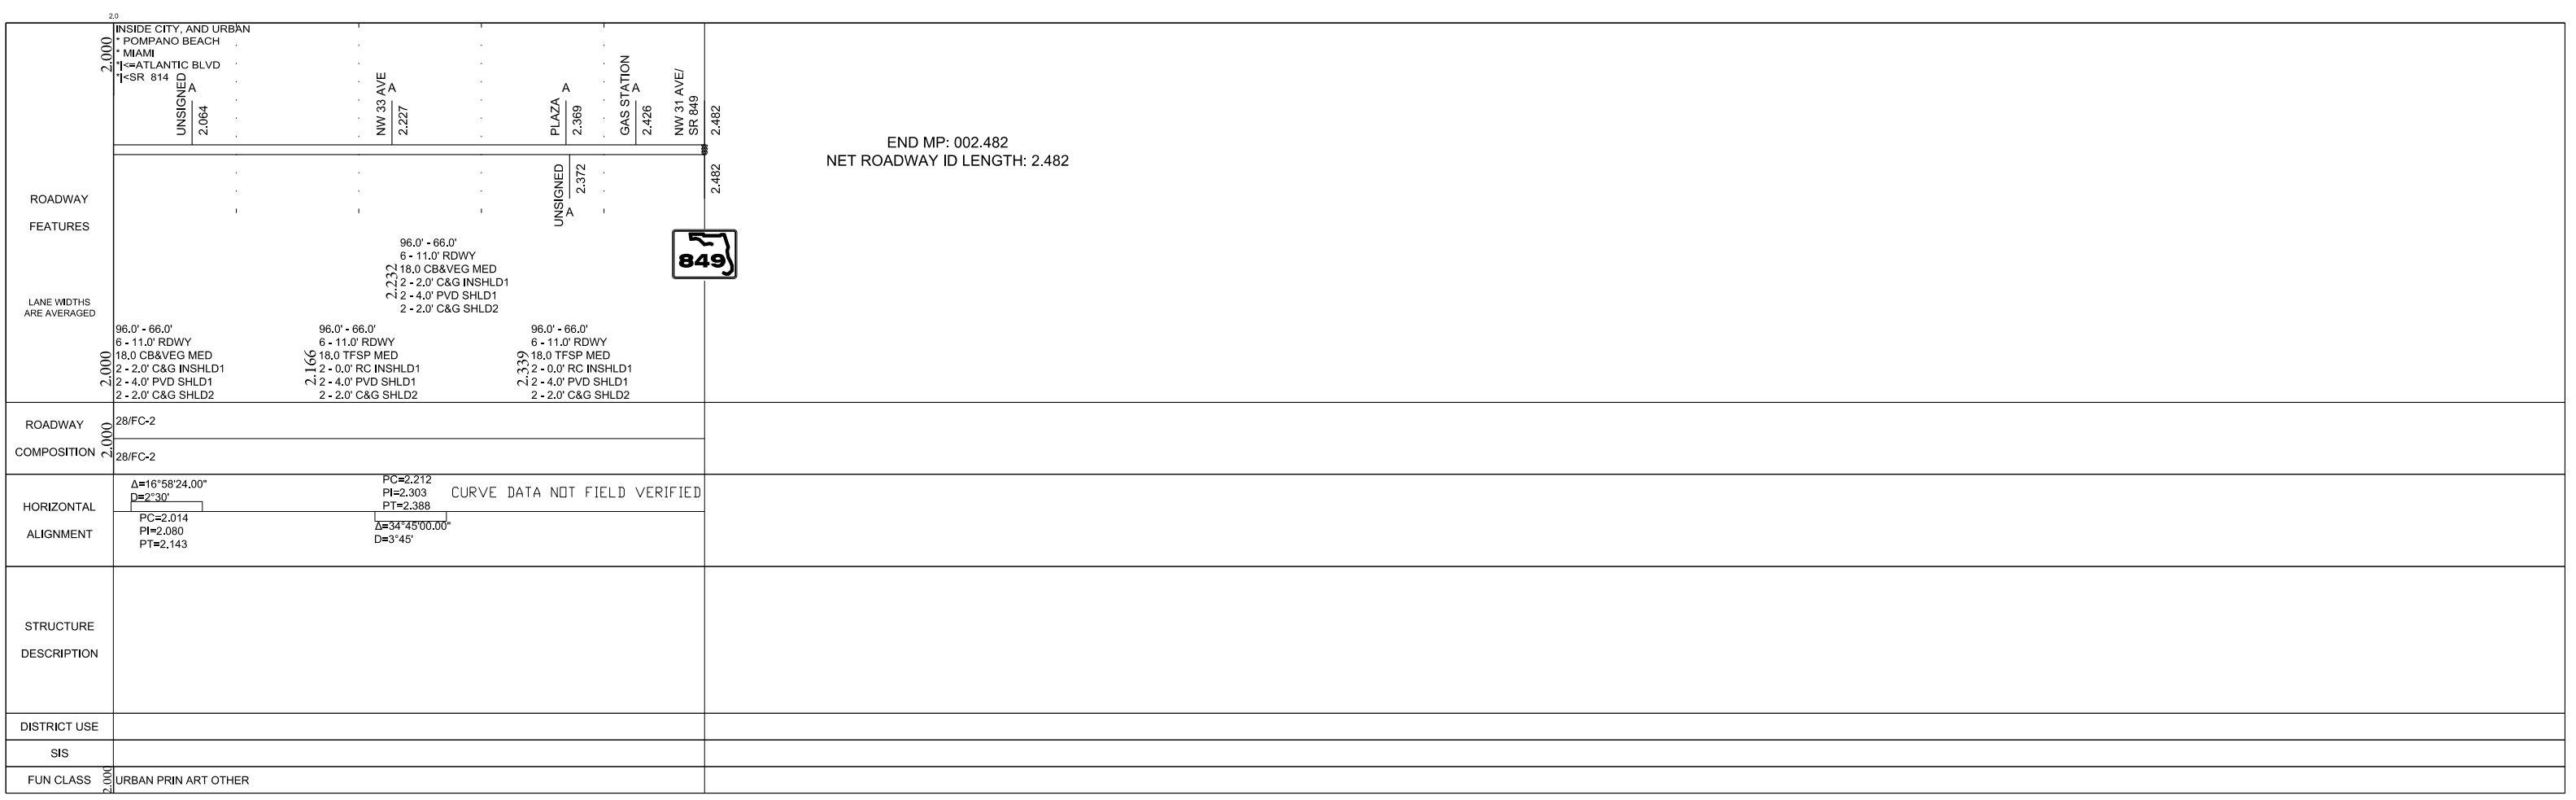 2.0
INSIDE CITY, AND URBAN
* POMPANO BEACH
* MIAMI
*|<=ATLANTIC BLVD
*|<SR 814
2.000
UNSIGNED
A
2.064
NW 33 AVE
A
2.227
PLAZA
A
2.369
GAS STATION
A
2.426
NW 31 AVE/
SR 849
2.482
END MP: 002.482
NET ROADWAY ID LENGTH: 2.482
UNSIGNED
A
2.372
2.482
849
ROADWAY
FEATURES
LANE WIDTHS
ARE AVERAGED
2.232
96.0' - 66.0'
6 - 11.0' RDWY
18.0 CB&VEG MED
2 - 2.0' C&G INSHLD1
2 - 4.0' PVD SHLD1
2 - 2.0' C&G SHLD2
2.000
96.0' - 66.0'
6 - 11.0' RDWY
18.0 CB&VEG MED
2 - 2.0' C&G INSHLD1
2 - 4.0' PVD SHLD1
2 - 2.0' C&G SHLD2
2.166
96.0' - 66.0'
6 - 11.0' RDWY
18.0 TFSP MED
2 - 0.0' RC INSHLD1
2 - 4.0' PVD SHLD1
2 - 2.0' C&G SHLD2
2.339
96.0' - 66.0'
6 - 11.0' RDWY
18.0 TFSP MED
2 - 0.0' RC INSHLD1
2 - 4.0' PVD SHLD1
2 - 2.0' C&G SHLD2
ROADWAY
COMPOSITION
2.000
28/FC-2
28/FC-2
HORIZONTAL
ALIGNMENT
Δ=16°58'24.00"
D=2°30'
PC=2.014
PI=2.080
PT=2.143
PC=2.212
PI=2.303
PT=2.388
Δ=34°45'00.00"
D=3°45'
CURVE DATA NOT FIELD VERIFIED
STRUCTURE
DESCRIPTION
DISTRICT USE
SIS
FUN CLASS
2.000
URBAN PRIN ART OTHER